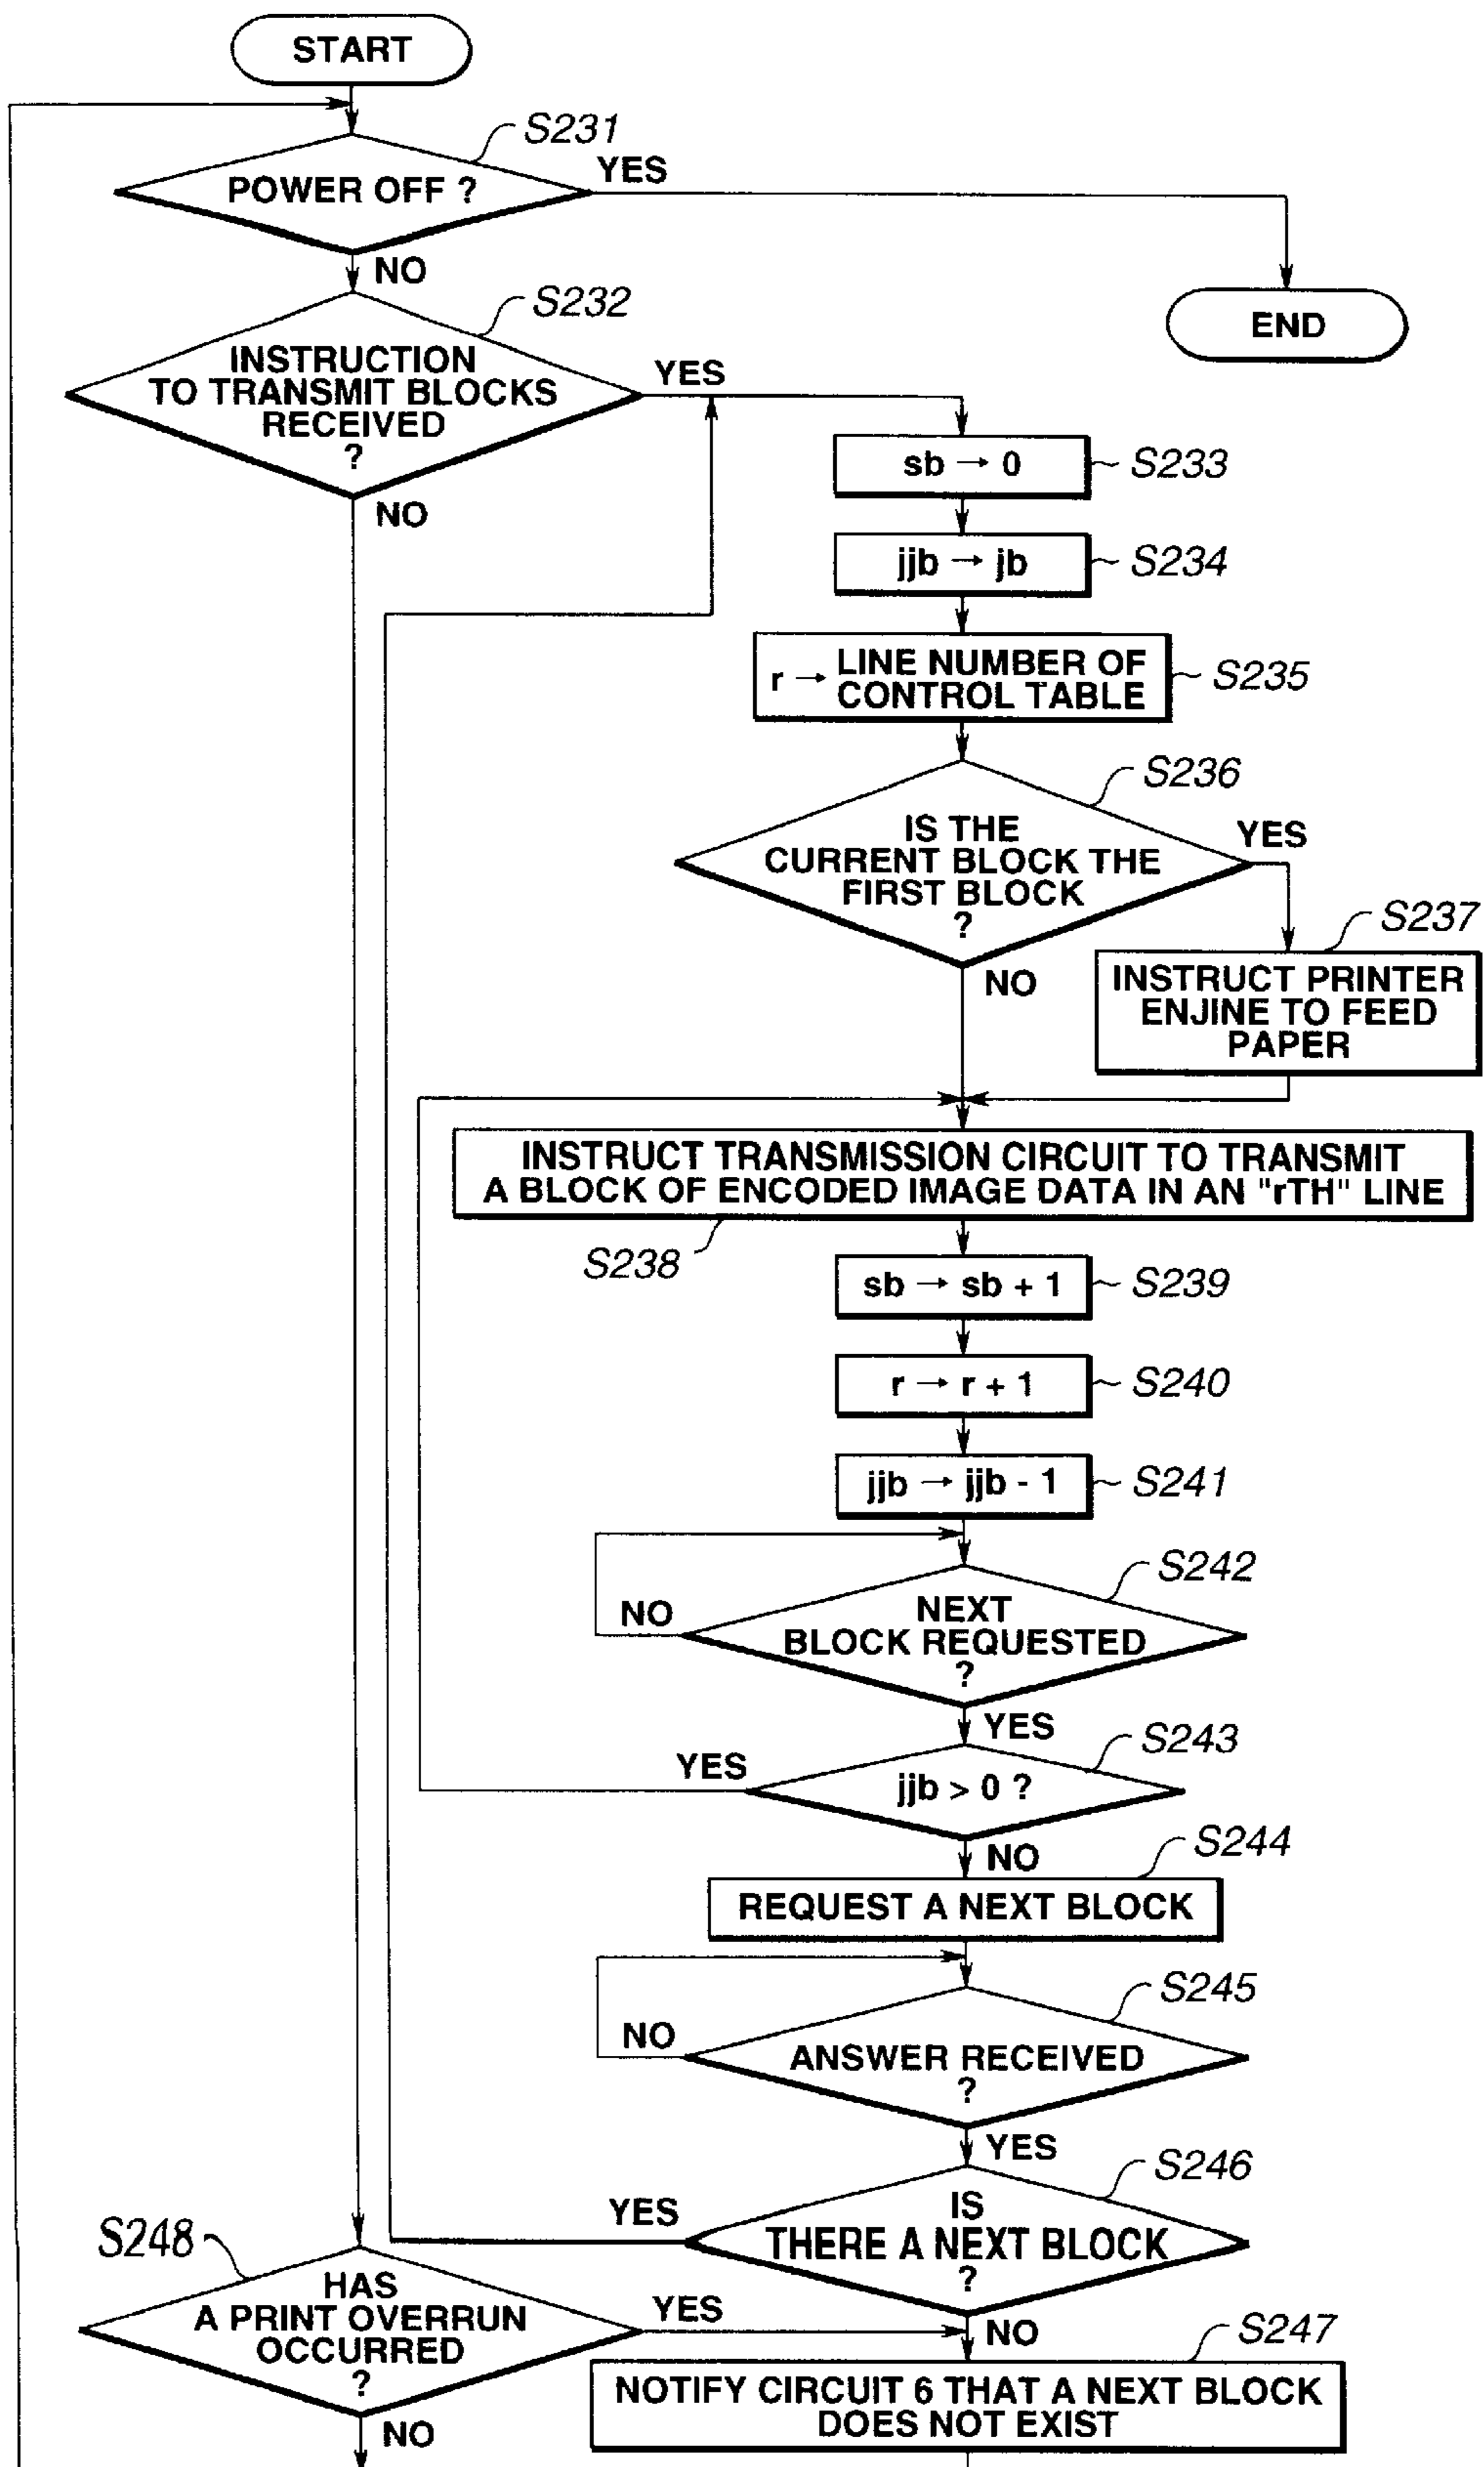 START
S231
POWER OFF ?
YES
NO
END
S232
INSTRUCTION
TO TRANSMIT BLOCKS
RECEIVED
?
YES
NO
sb → 0
S233
jjb → jb
S234
r → LINE NUMBER OF
CONTROL TABLE
S235
S236
IS THE
CURRENT BLOCK THE
FIRST BLOCK
?
YES
NO
S237
INSTRUCT PRINTER
ENJINE TO FEED
PAPER
INSTRUCT TRANSMISSION CIRCUIT TO TRANSMIT
A BLOCK OF ENCODED IMAGE DATA IN AN "rTH" LINE
S238
sb → sb + 1
S239
r → r + 1
S240
jjb → jjb - 1
S241
S242
NEXT
BLOCK REQUESTED
?
NO
YES
S243
jjb > 0 ?
YES
NO
S244
REQUEST A NEXT BLOCK
S245
ANSWER RECEIVED
?
NO
YES
S246
IS
THERE A NEXT BLOCK
?
YES
NO
S248
HAS
A PRINT OVERRUN
OCCURRED
?
YES
NO
S247
NOTIFY CIRCUIT 6 THAT A NEXT BLOCK
DOES NOT EXIST